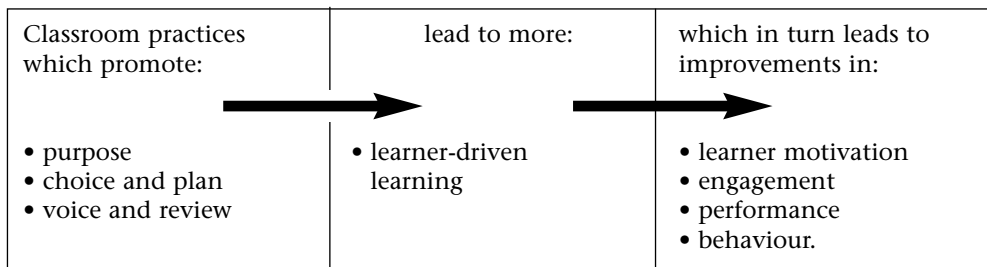 Classroom practices
which promote:
• purpose
• choice and plan
• voice and review
lead to more:
• learner-driven
learning
which in turn leads to
improvements in:
• learner motivation
• engagement
• performance
• behaviour.